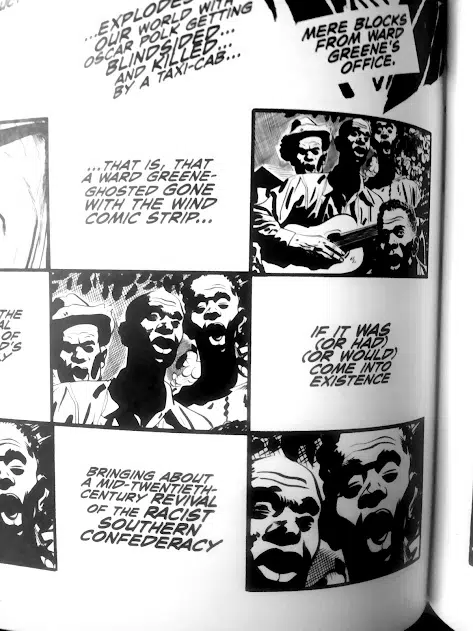 ...EXPLODES
OUR WORLD WITH
OSCAR POLK GETTING
BLINDSIDED...
AND KILLED...
BY A TAXI-CAB...
MERE BLOCKS
FROM WARD
GREENE'S
OFFICE.
...THAT IS, THAT
A WARD GREENE-
GHOSTED GONE
WITH THE WIND
COMIC STRIP...
THE
OF
IF IT WAS
(OR HAD)
(OR WOULD)
COME INTO
EXISTENCE
BRINGING ABOUT
A MID-TWENTIETH-
CENTURY REVIVAL
OF THE RACIST
SOUTHERN
CONFEDERACY